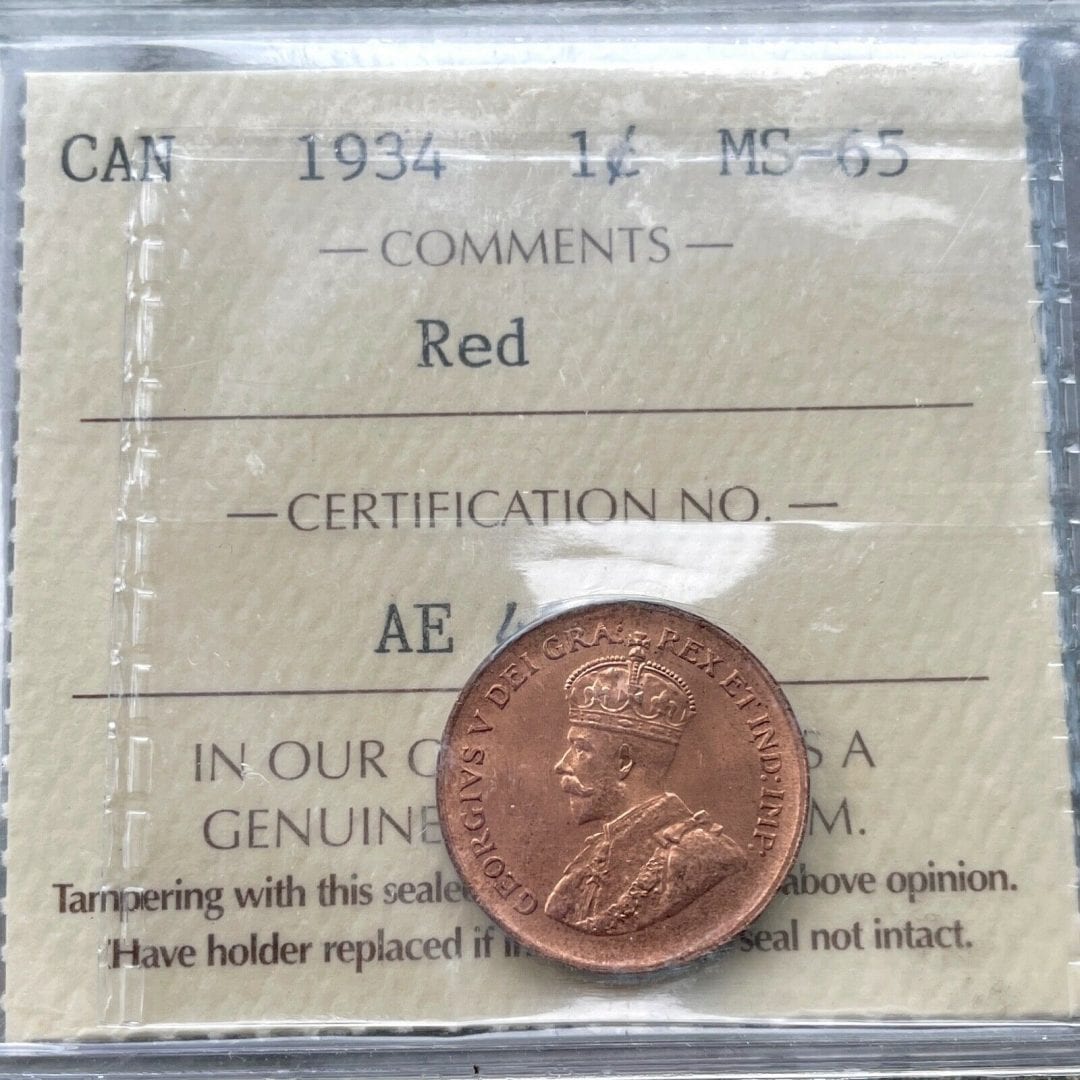 CAN 1934 1¢ MS-65
— COMMENTS —
Red
— CERTIFICATION NO. —
AE
IN OUR S A
GENUINE M.
Tampering with this sealed above opinion.
Have holder replaced if seal not intact.
GEORGIVS V DEI GRA: REX ET IND: IMP: